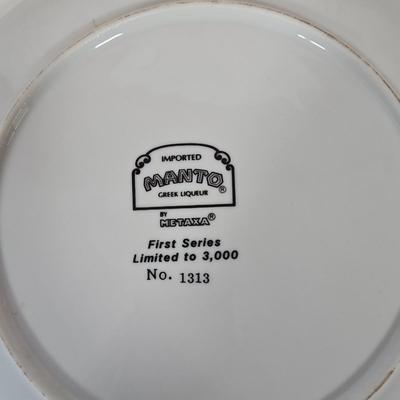 IMPORTED
MANTO®
GREEK LIQUEUR
BY
METAXA®
First Series
Limited to 3,000
No. 1313